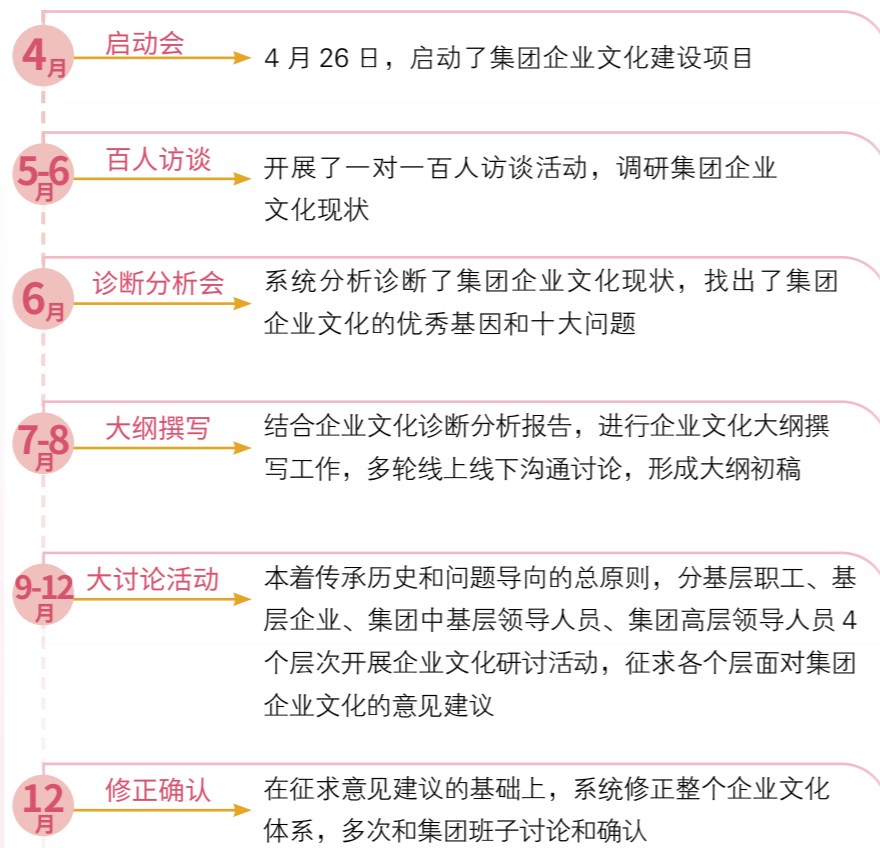 4月
启动会
4 月 26 日，启动了集团企业文化建设项目
5-6月
百人访谈
开展了一对一百人访谈活动，调研集团企业
文化现状
6月
诊断分析会
系统分析诊断了集团企业文化现状，找出了集团
企业文化的优秀基因和十大问题
7-8月
大纲撰写
结合企业文化诊断分析报告，进行企业文化大纲撰
写工作，多轮线上线下沟通讨论，形成大纲初稿
9-12月
大讨论活动
本着传承历史和问题导向的总原则，分基层职工、基
层企业、集团中基层领导人员、集团高层领导人员 4
个层次开展企业文化研讨活动，征求各个层面对集团
企业文化的意见建议
12月
修正确认
在征求意见建议的基础上，系统修正整个企业文化
体系，多次和集团班子讨论和确认